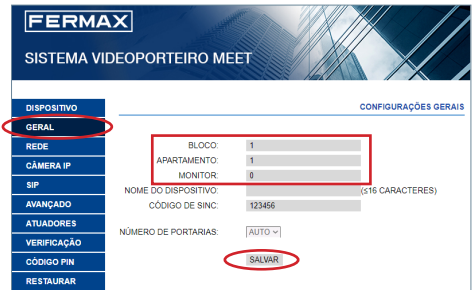 FERMAX
SISTEMA VIDEOPORTEIRO MEET
DISPOSITIVO
GERAL
REDE
CÂMERA IP
SIP
AVANÇADO
ATUADORES
VERIFICAÇÃO
CÓDIGO PIN
RESTAURAR
CONFIGURAÇÕES GERAIS
BLOCO: 1
APARTAMENTO: 1
MONITOR: 0
NOME DO DISPOSITIVO: (≤16 CARACTERES)
CÓDIGO DE SINC: 123456
NÚMERO DE PORTARIAS: AUTO
SALVAR